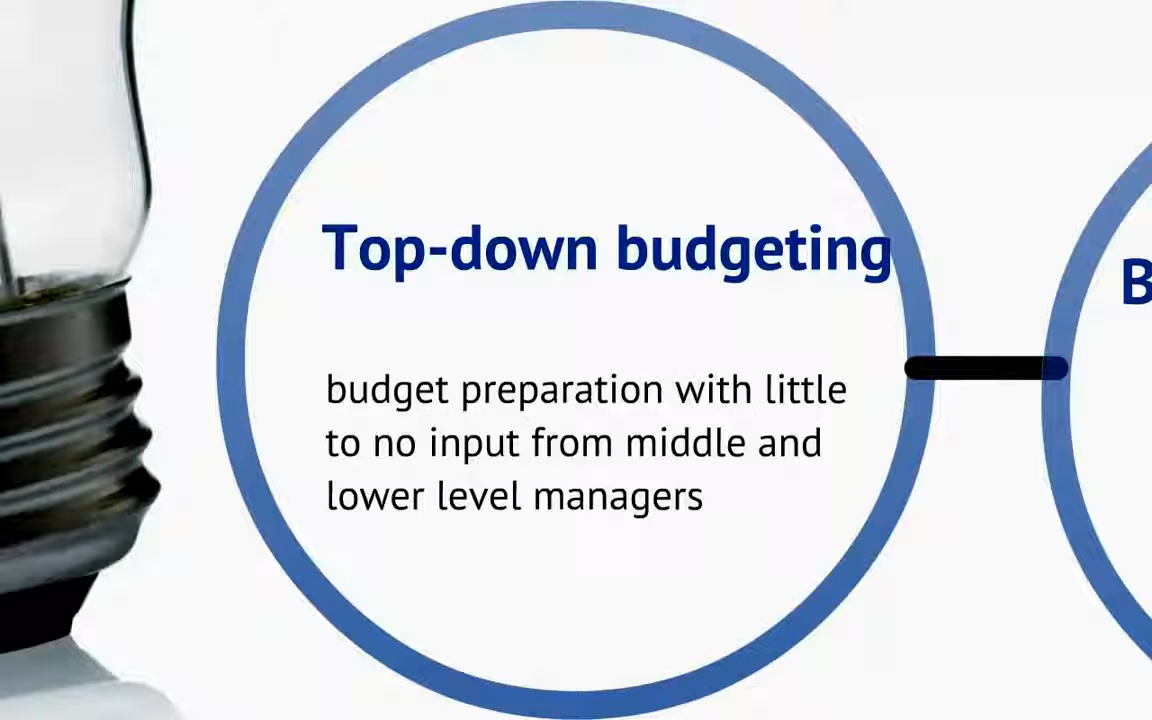 Top-down budgeting
budget preparation with little
to no input from middle and
lower level managers
B